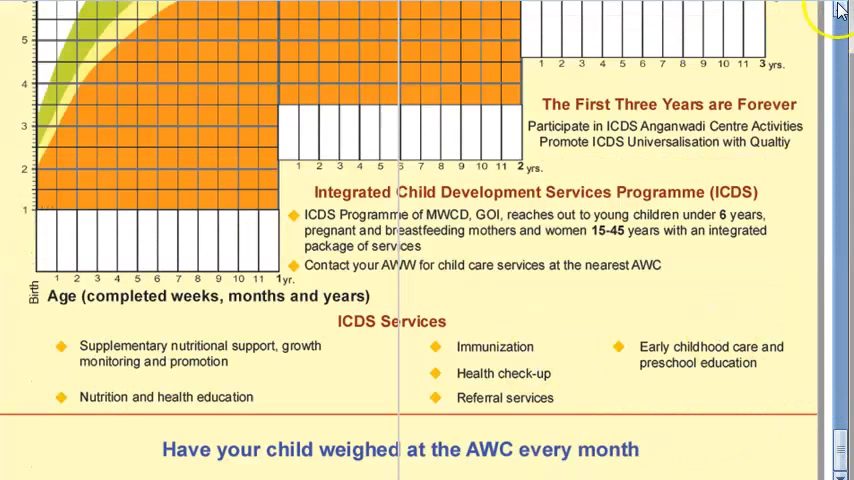 5
4
3
2
1
1 2 3 4 5 6 7 8 9 10 11 3 yrs.
The First Three Years are Forever
Participate in ICDS Anganwadi Centre Activities
Promote ICDS Universalisation with Qualtiy
1 2 3 4 5 6 7 8 9 10 11 2 yrs.
Integrated Child Development Services Programme (ICDS)
ICDS Programme of MWCD, GOI, reaches out to young children under 6 years,
pregnant and breastfeeding mothers and women 15-45 years with an integrated
package of services
Contact your AWW for child care services at the nearest AWC
1 2 3 4 5 6 7 8 9 10 11 1 yr.
Birth
Age (completed weeks, months and years)
ICDS Services
Supplementary nutritional support, growth
monitoring and promotion
Nutrition and health education
Immunization
Health check-up
Referral services
Early childhood care and
preschool education
Have your child weighed at the AWC every month